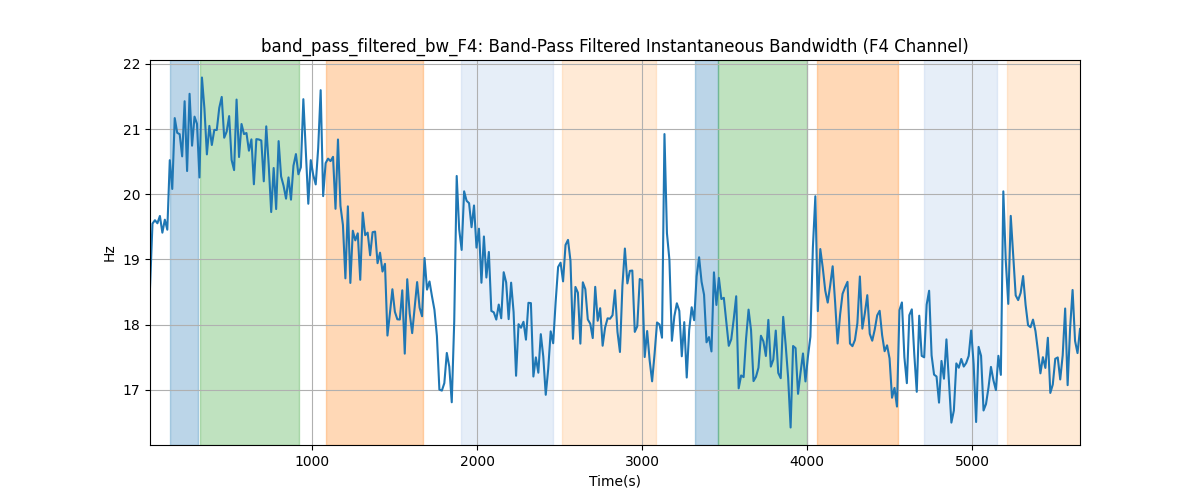 band_pass_filtered_bw_F4: Band-Pass Filtered Instantaneous Bandwidth (F4 Channel)
22
21
20
19
18
17
Hz
1000 2000 3000 4000 5000
Time(s)